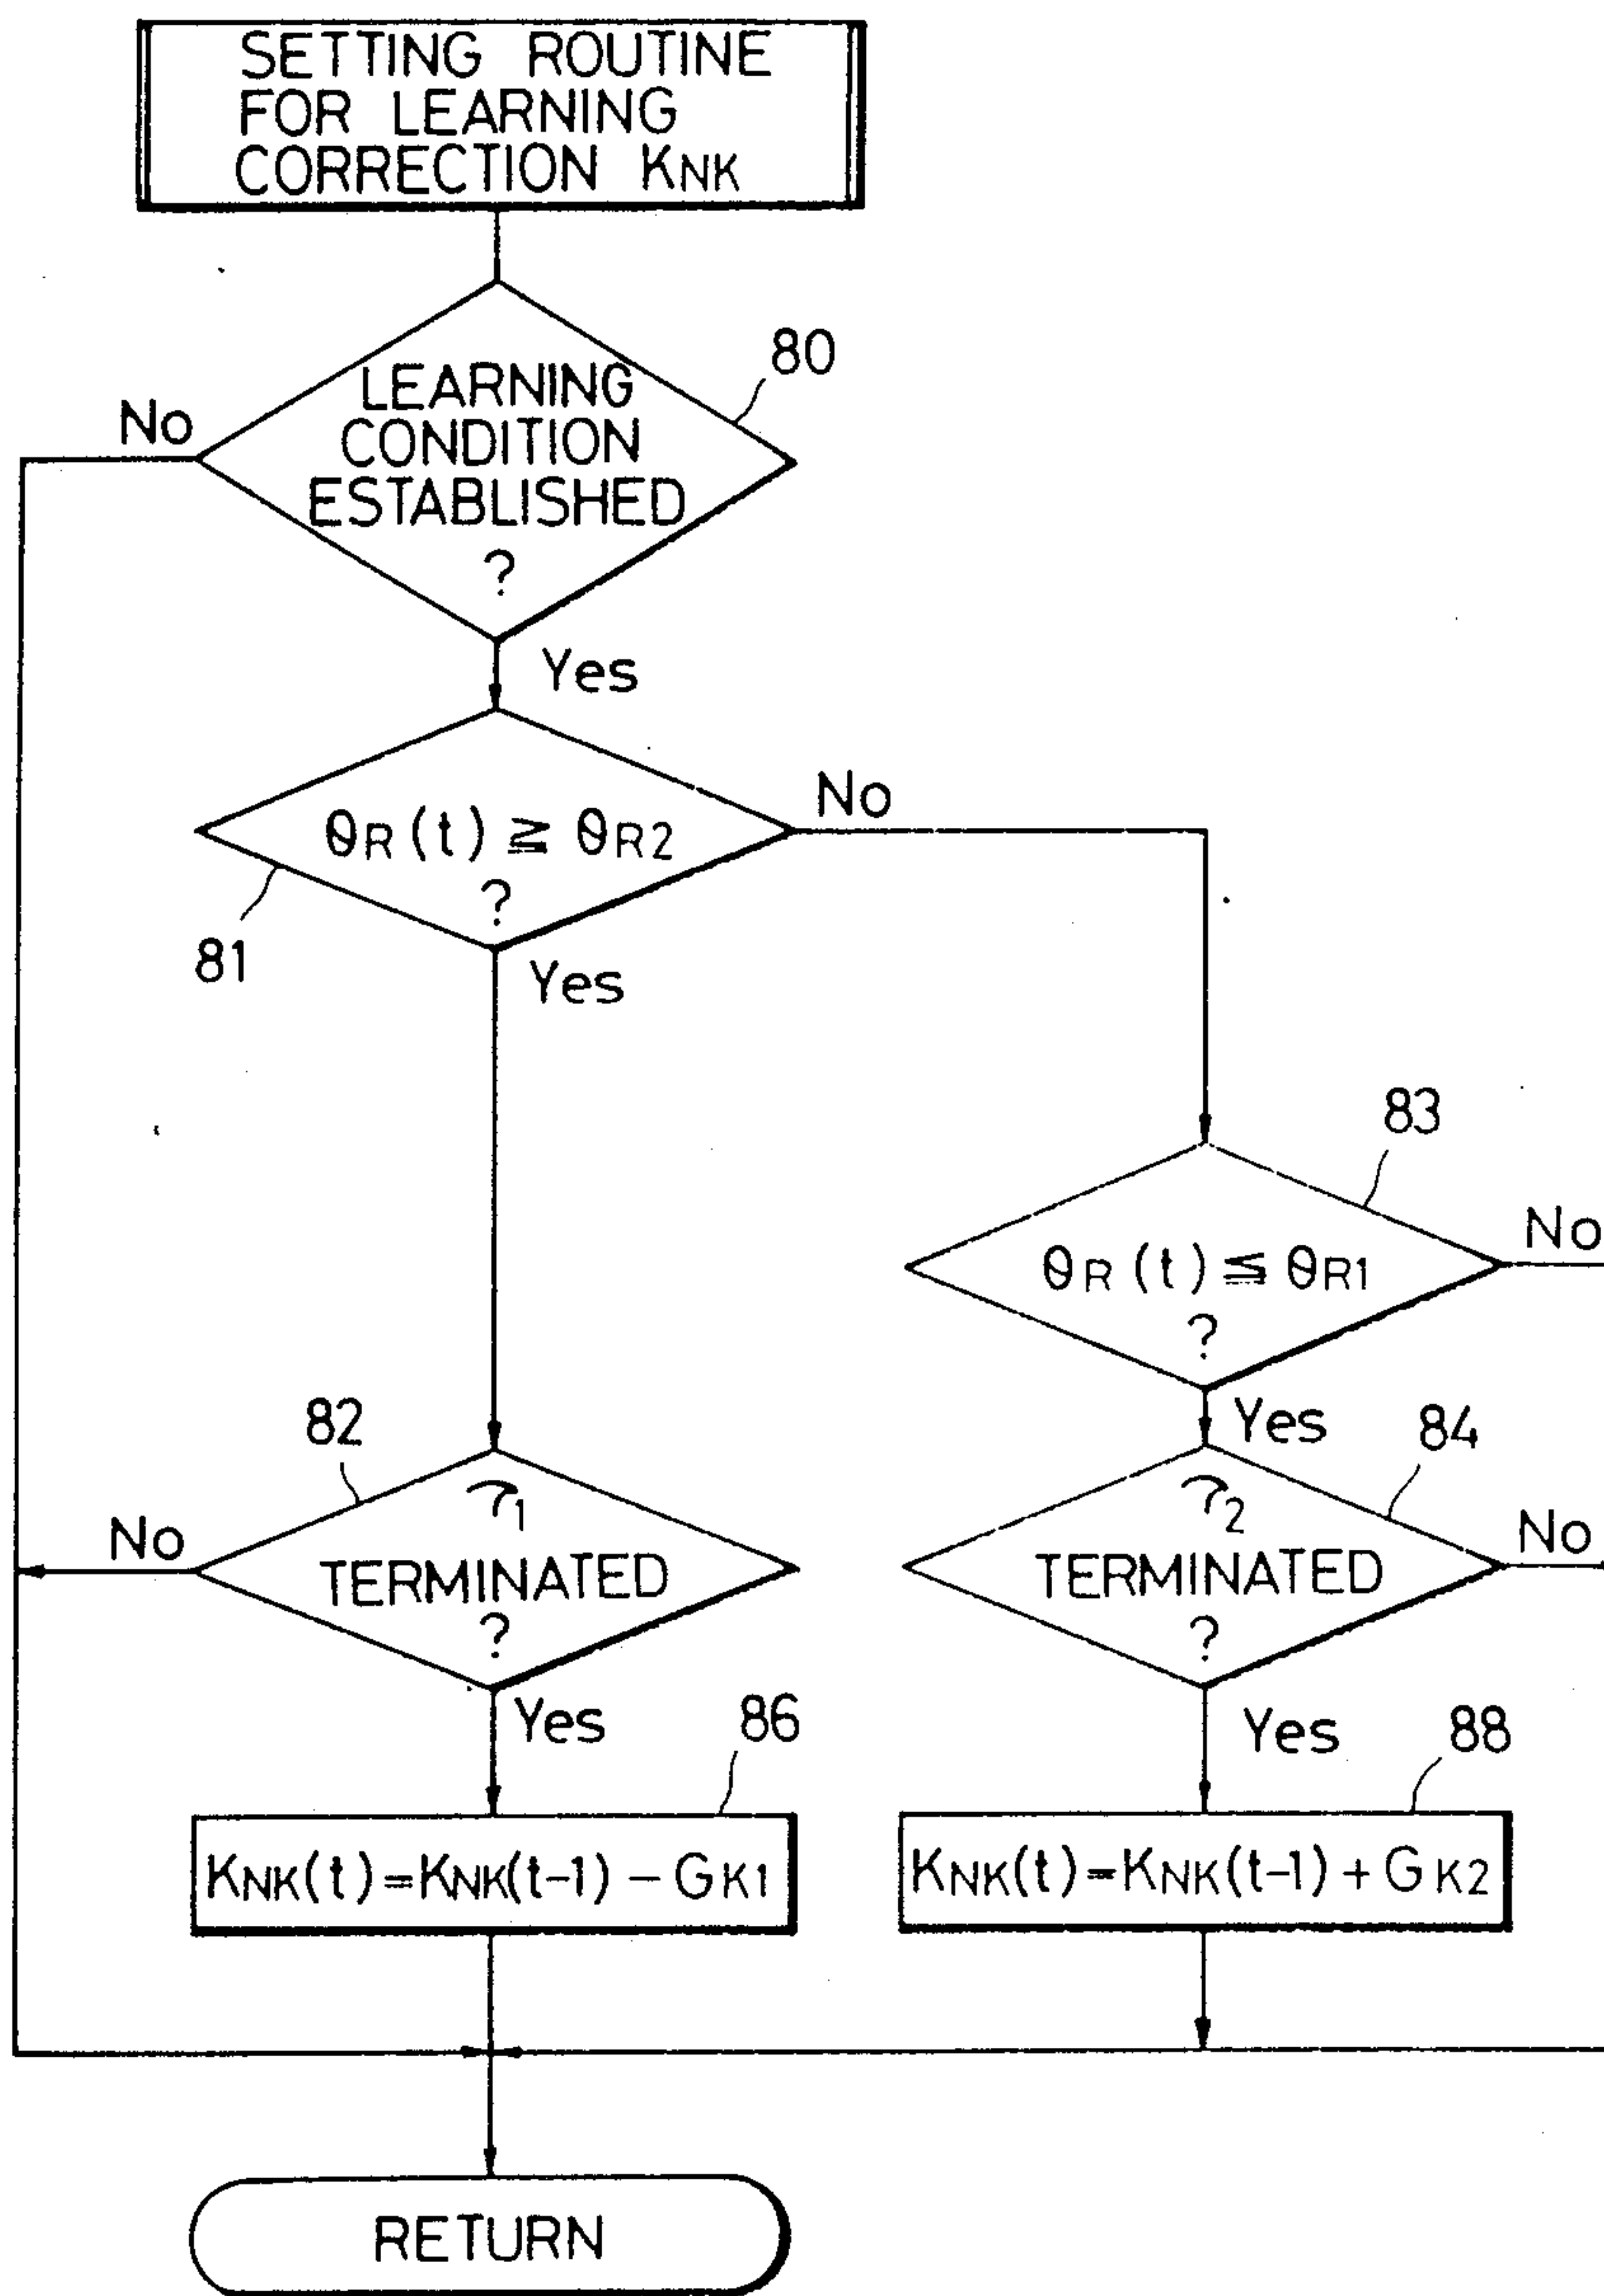 SETTING ROUTINE
FOR LEARNING
CORRECTION KNK
80
LEARNING
CONDITION
ESTABLISHED
?
No
Yes
θR (t) ≧ θR2
?
No
81
Yes
83
θR (t) ≦ θR1
?
No
Yes
82
τ1
TERMINATED
?
No
Yes
84
τ2
TERMINATED
?
No
Yes
86
KNK(t)=KNK(t-1) - GK1
88
KNK(t)=KNK(t-1) + GK2
RETURN